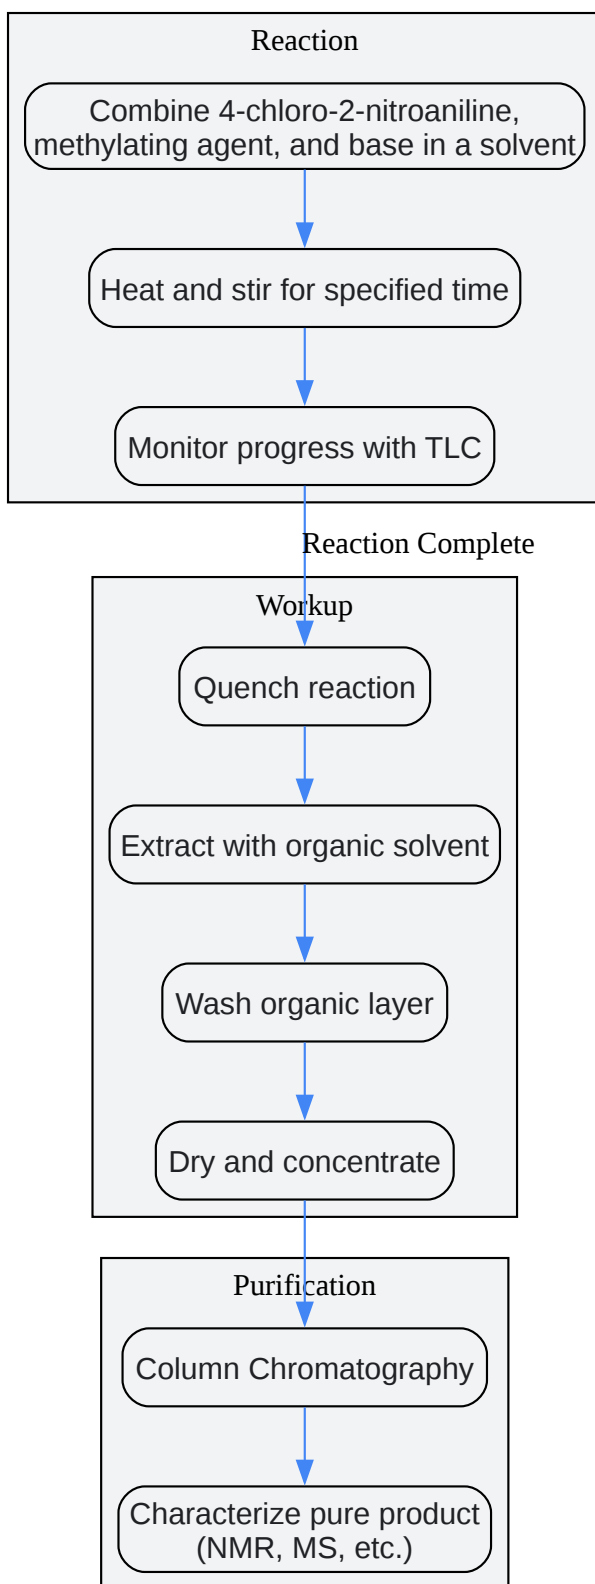 Reaction
Combine 4-chloro-2-nitroaniline,
methylating agent, and base in a solvent
Heat and stir for specified time
Monitor progress with TLC
Reaction Complete
Workup
Quench reaction
Extract with organic solvent
Wash organic layer
Dry and concentrate
Purification
Column Chromatography
Characterize pure product
(NMR, MS, etc.)